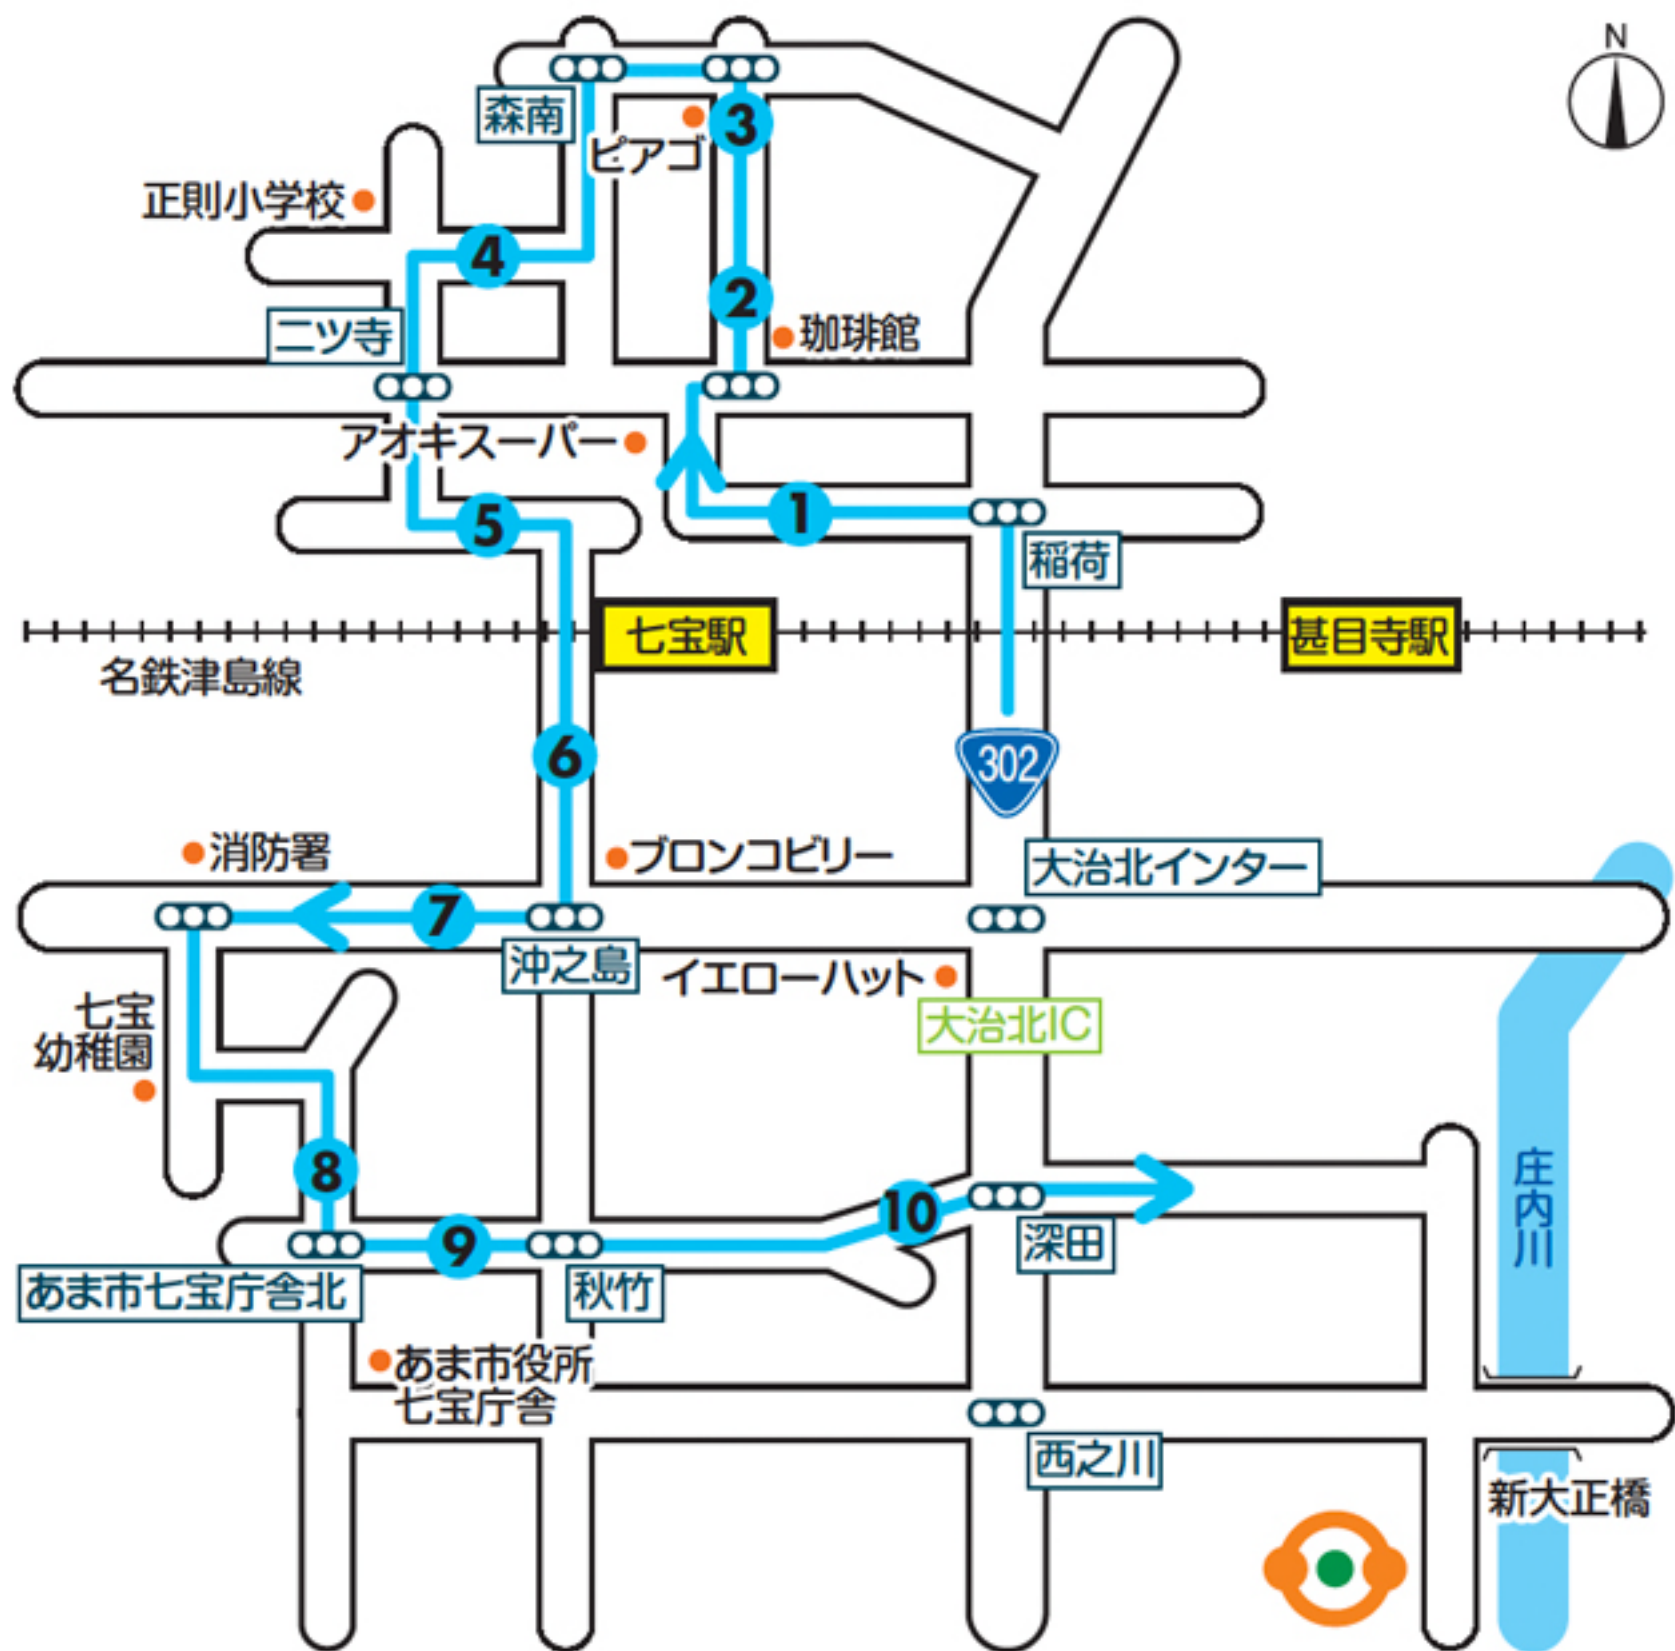 N
森南
3
ピアゴ
正則小学校
4
2
珈琲館
二ツ寺
アオキスーパー
5
1
稲荷
七宝駅
甚目寺駅
名鉄津島線
6
302
消防署
ブロンコビリー
大治北インター
7
沖之島
イエローハット
大治北IC
七宝
幼稚園
8
庄内川
10
9
深田
あま市七宝庁舎北
秋竹
あま市役所
七宝庁舎
西之川
新大正橋